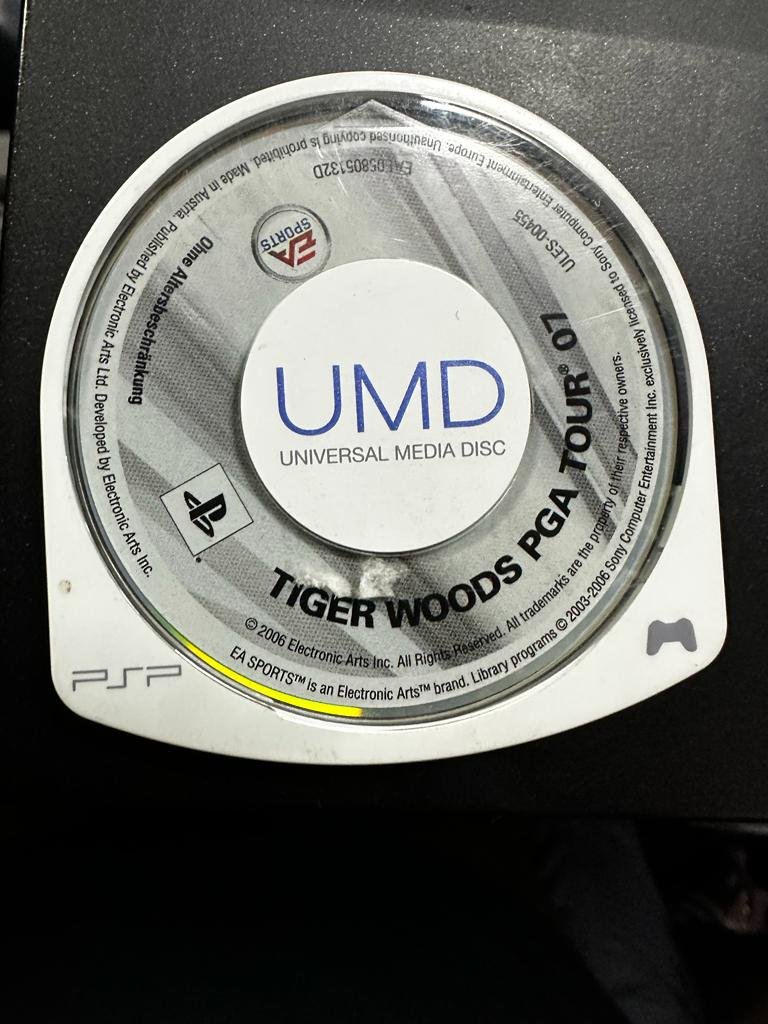 UMD
UNIVERSAL MEDIA DISC
TIGER WOODS PGA TOUR® 07
EA SPORTS
Ohne Altersbeschränkung
ULES-00455
EAE05805132D
© 2006 Electronic Arts Inc. All Rights Reserved. All trademarks are the property of their respective owners.
EA SPORTS™ is an Electronic Arts™ brand. Library programs © 2003-2006 Sony Computer Entertainment Inc. exclusively licensed to Sony Computer Entertainment Europe. Unauthorised copying is prohibited. Made in Austria. Published by Electronic Arts Ltd. Developed by Electronic Arts Inc.
PSP